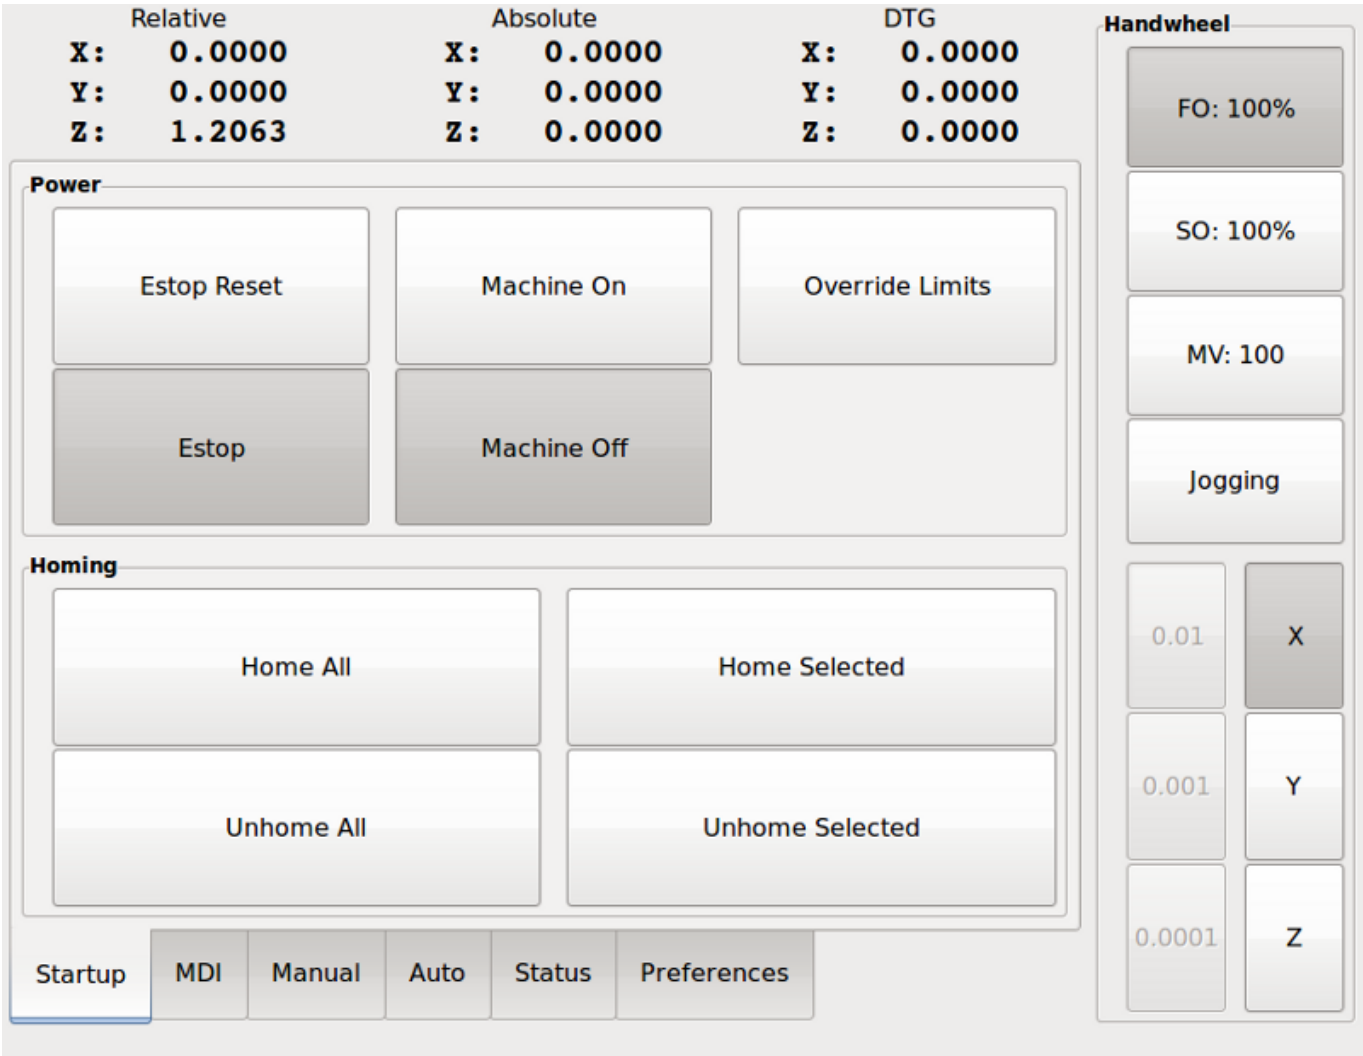 Relative Absolute DTG
X: 0.0000 X: 0.0000 X: 0.0000
Y: 0.0000 Y: 0.0000 Y: 0.0000
Z: 1.2063 Z: 0.0000 Z: 0.0000
Power
Estop Reset Machine On Override Limits
Estop Machine Off
Homing
Home All Home Selected
Unhome All Unhome Selected
Startup MDI Manual Auto Status Preferences
Handwheel
FO: 100%
SO: 100%
MV: 100
Jogging
0.01 X
0.001 Y
0.0001 Z